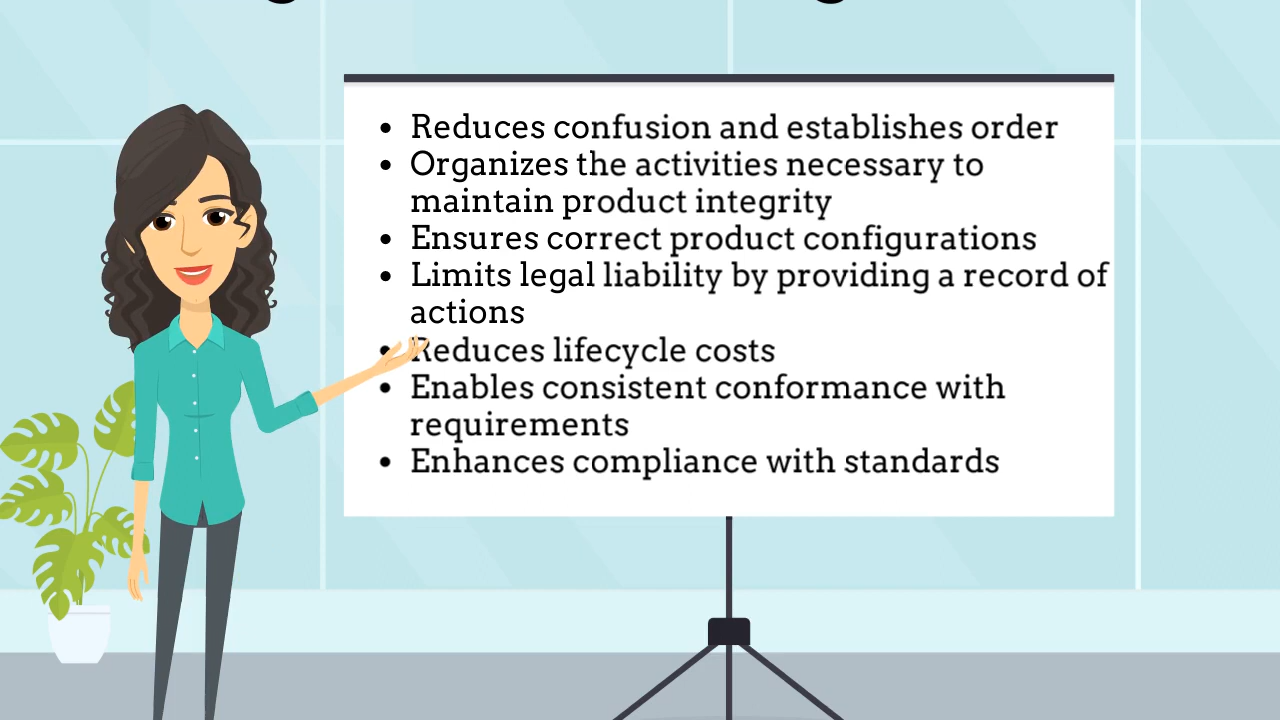 • Reduces confusion and establishes order
• Organizes the activities necessary to
maintain product integrity
• Ensures correct product configurations
• Limits legal liability by providing a record of
actions
• Reduces lifecycle costs
• Enables consistent conformance with
requirements
• Enhances compliance with standards